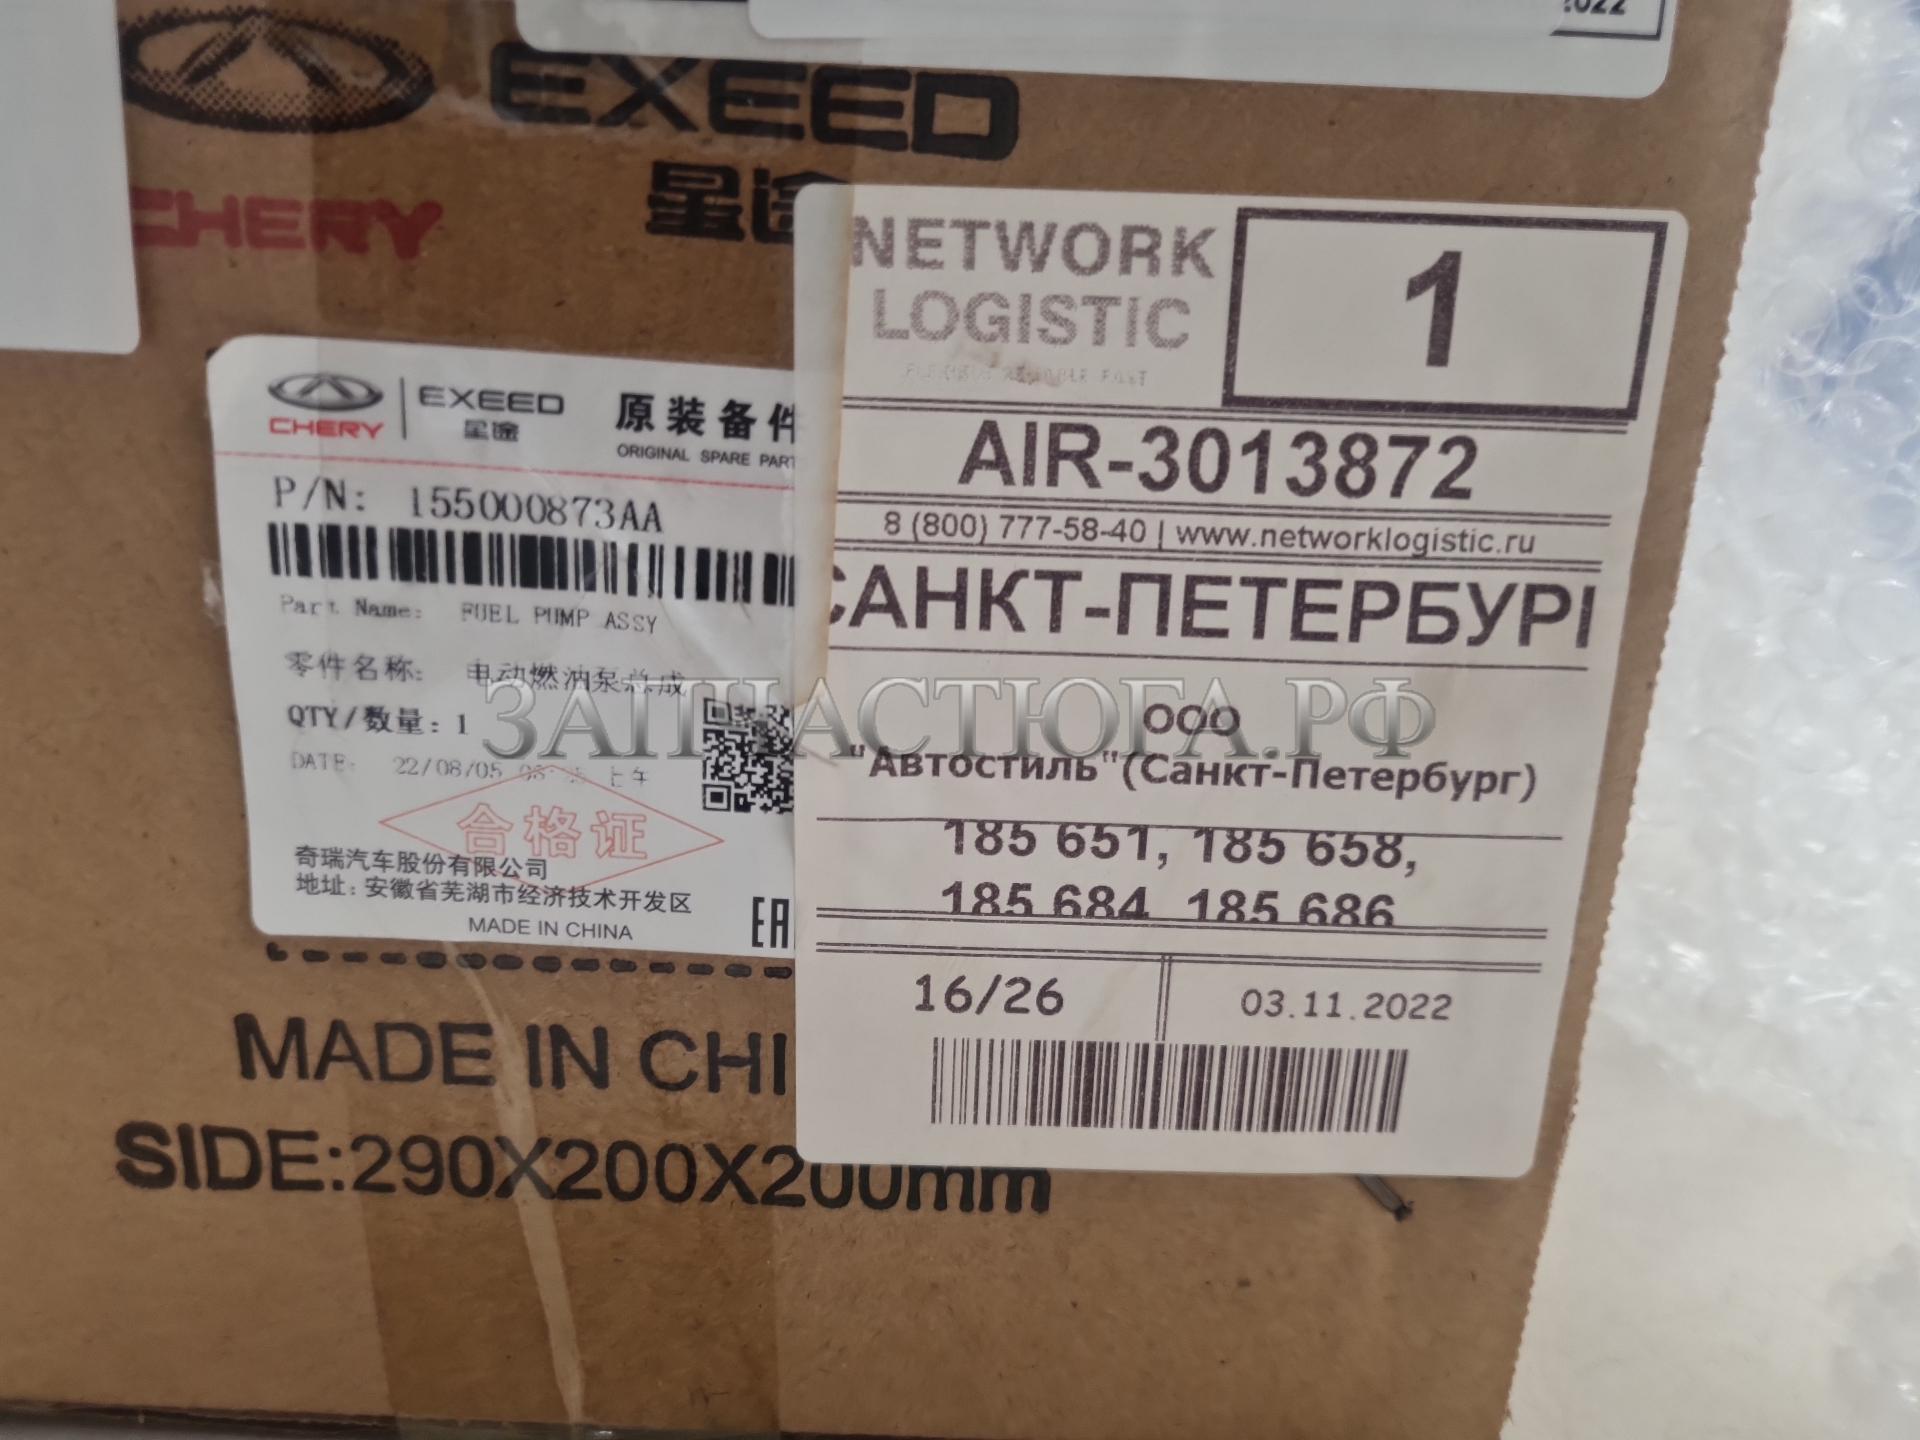 2022
EXEED
星途
CHERY
NETWORK
LOGISTIC
1
AIR-3013872
8 (800) 777-58-40 | www.networklogistic.ru
САНКТ-ПЕТЕРБУРГ
ООО
"Автостиль"(Санкт-Петербург)
185 651, 185 658,
185 684 185 686
16/26
03.11.2022
CHERY
EXEED
星途
原装备件
ORIGINAL SPARE PART
P/N: 155000873AA
Part Name: FUEL PUMP ASSY
零件名称: 电动燃油泵总成
QTY/数量: 1
DATE: 22/08/05 上午
合格证
奇瑞汽车股份有限公司
地址: 安徽省芜湖市经济技术开发区
MADE IN CHINA
EA
ЗАПЧАСТЮГА.РФ
MADE IN CHI
SIDE:290X200X200mm